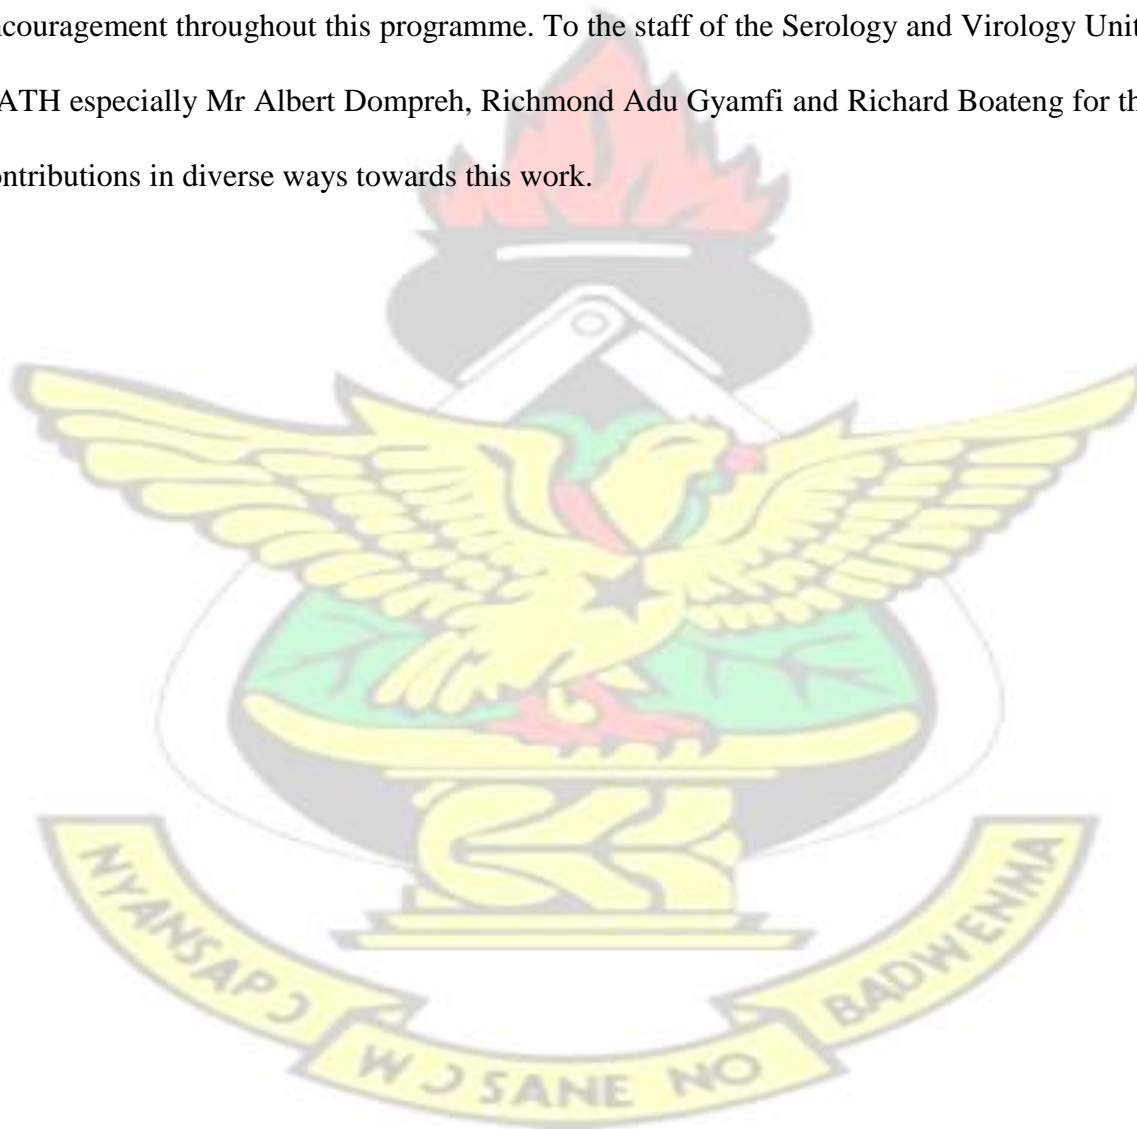 ncouragement throughout this programme. To the staff of the Serology and Virology Unit
ATH especially Mr Albert Dompreh, Richmond Adu Gyamfi and Richard Boateng for th
ontributions in diverse ways towards this work.
NYANSAPƆ
WƆSANE NO
BADWENMA